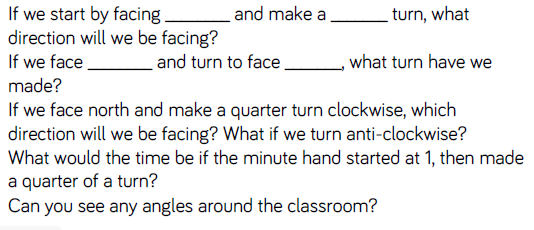 If we start by facing ________ and make a _______ turn, what
direction will we be facing?
If we face ________ and turn to face _______, what turn have we
made?
If we face north and make a quarter turn clockwise, which
direction will we be facing? What if we turn anti-clockwise?
What would the time be if the minute hand started at 1, then made
a quarter of a turn?
Can you see any angles around the classroom?